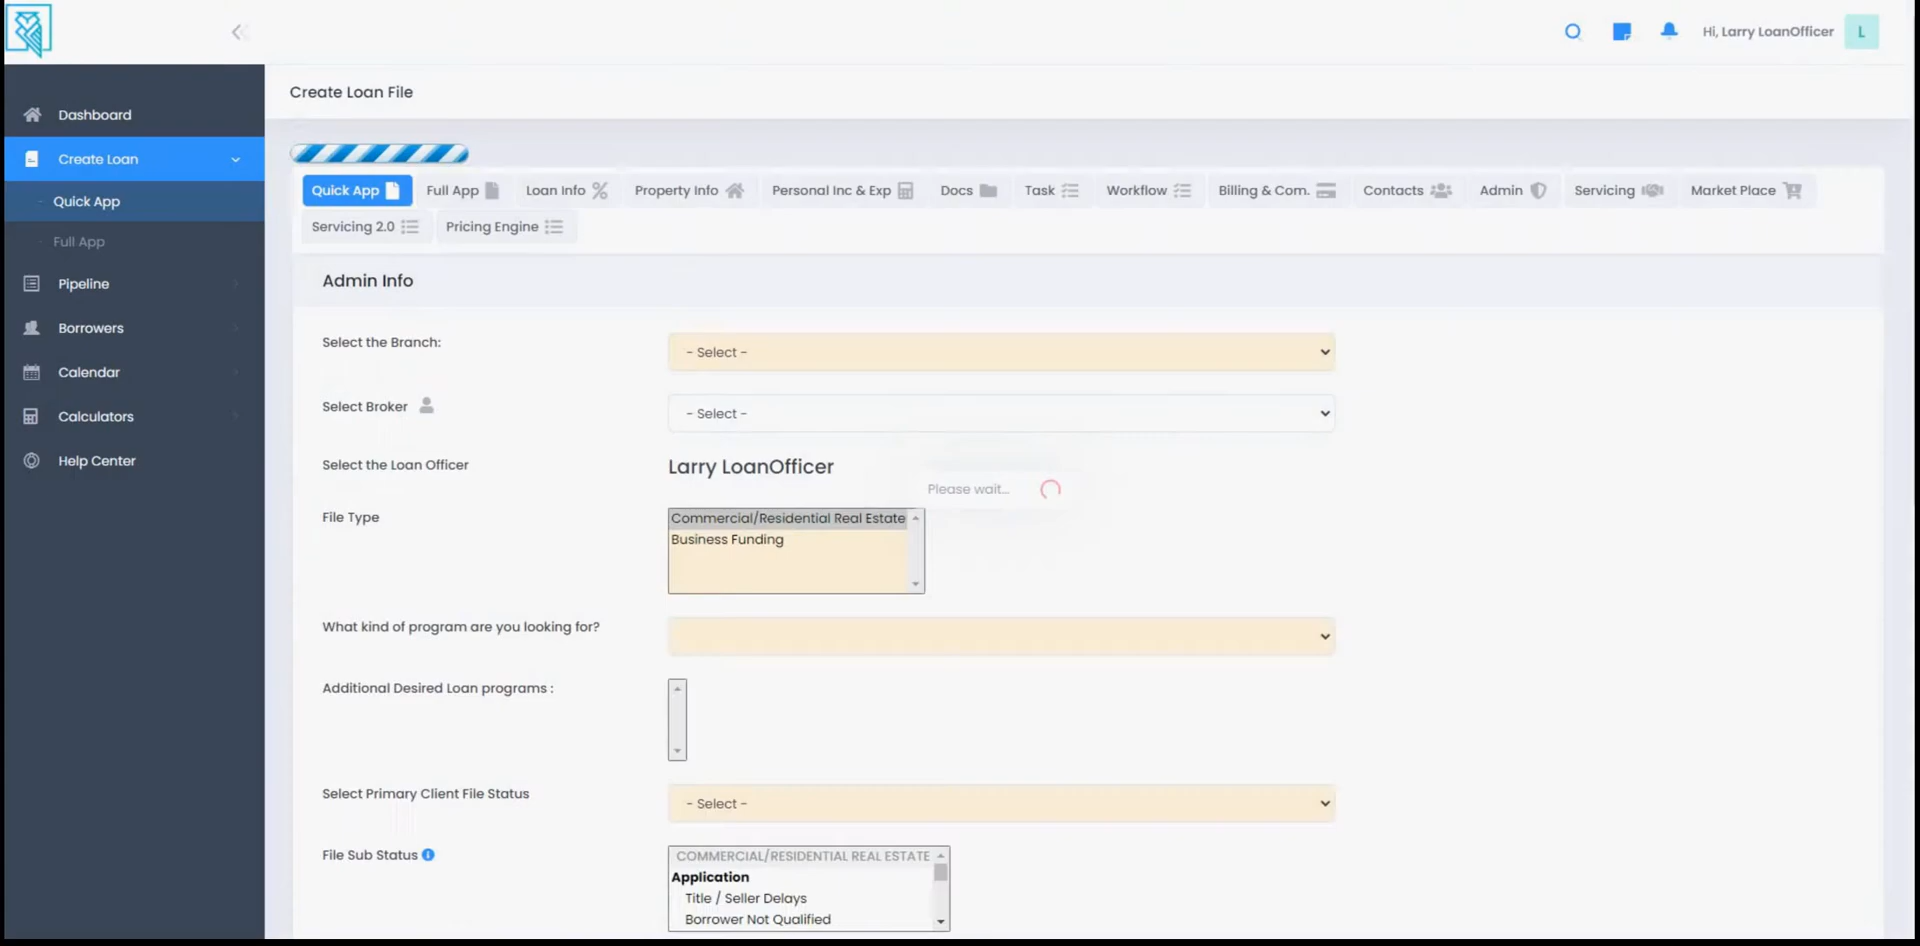 Hi, Larry LoanOfficer
L
Create Loan File
Dashboard
Create Loan
Quick App
Full App
Pipeline
Borrowers
Calendar
Calculators
Help Center
Quick App
Full App
Loan Info
Property Info
Personal Inc & Exp
Docs
Task
Workflow
Billing & Com.
Contacts
Admin
Servicing
Market Place
Servicing 2.0
Pricing Engine
Admin Info
Select the Branch:
- Select -
Select Broker
- Select -
Select the Loan Officer
Larry LoanOfficer
Please wait...
File Type
Commercial/Residential Real Estate
Business Funding
What kind of program are you looking for?
Additional Desired Loan programs :
Select Primary Client File Status
- Select -
File Sub Status
COMMERCIAL/RESIDENTIAL REAL ESTATE
Application
Title / Seller Delays
Borrower Not Qualified